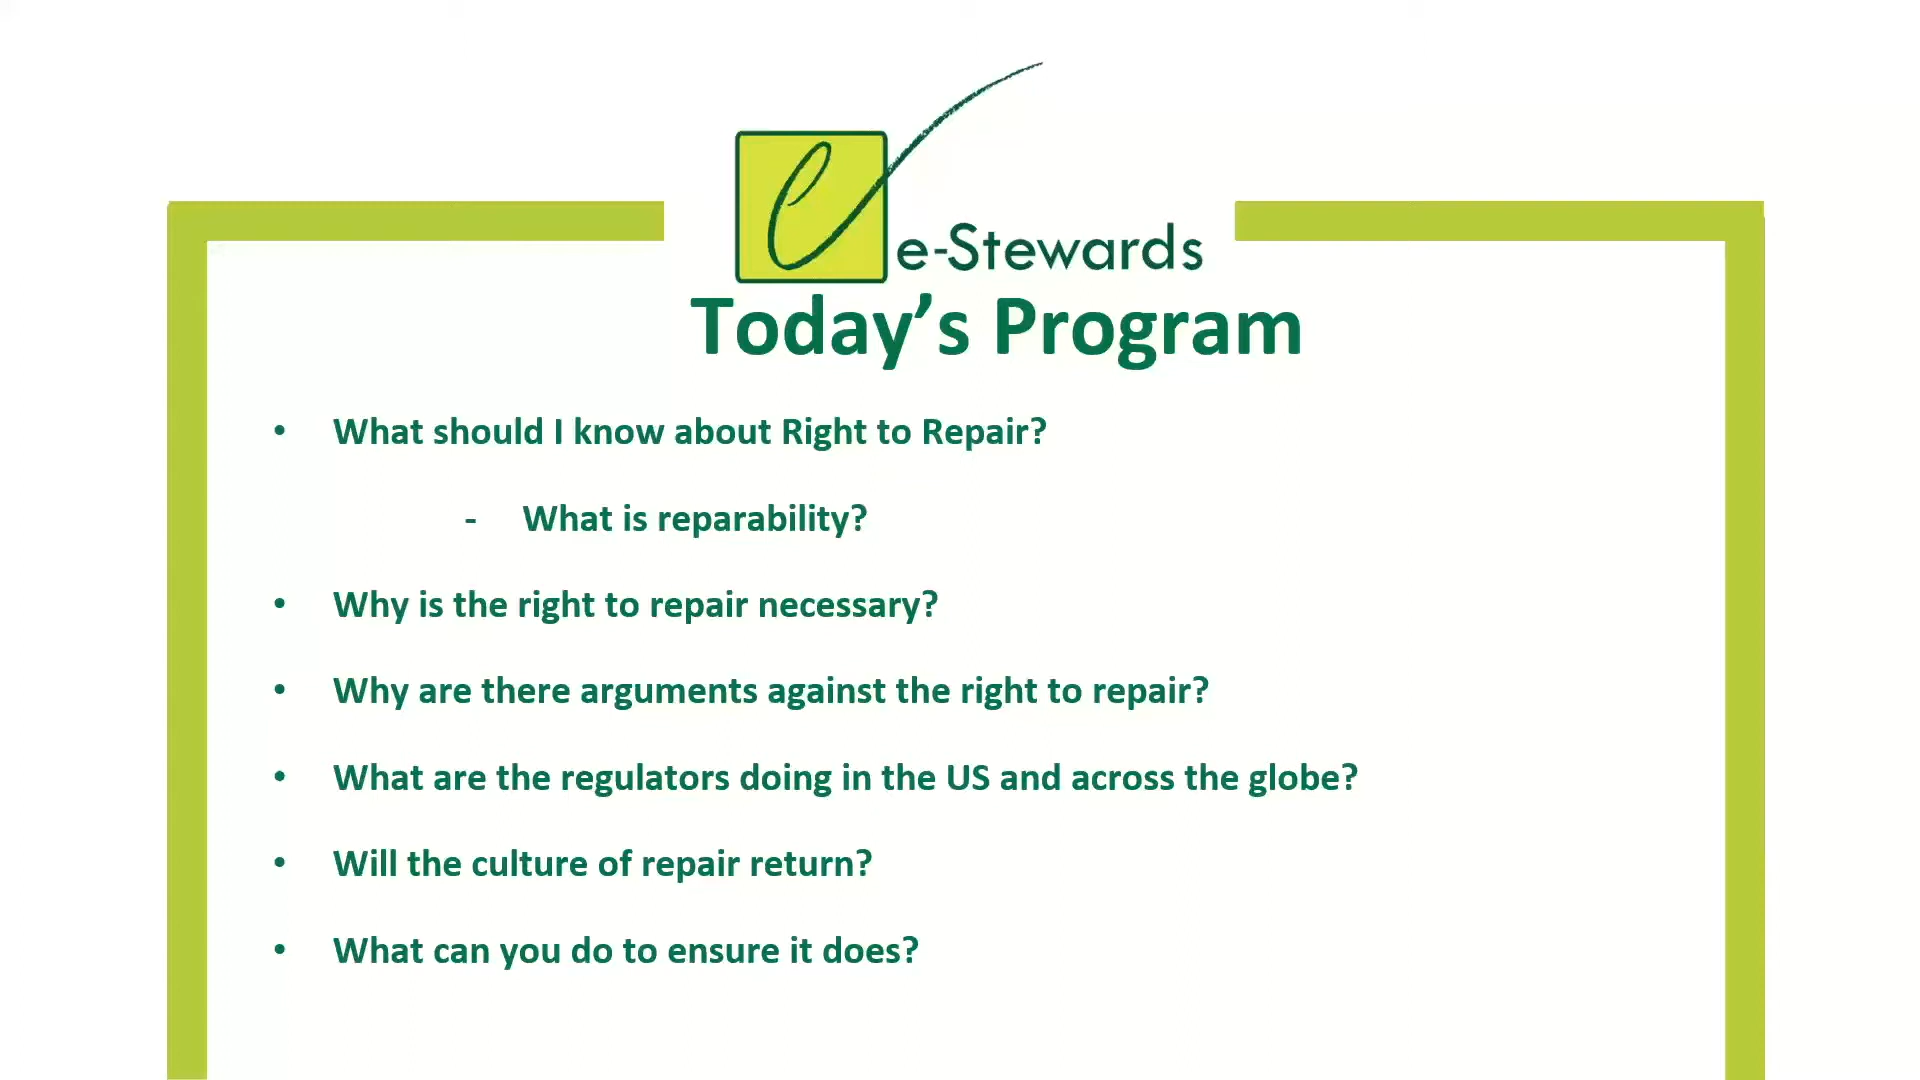 e-Stewards
Today’s Program
• What should I know about Right to Repair?
- What is reparability?
• Why is the right to repair necessary?
• Why are there arguments against the right to repair?
• What are the regulators doing in the US and across the globe?
• Will the culture of repair return?
• What can you do to ensure it does?